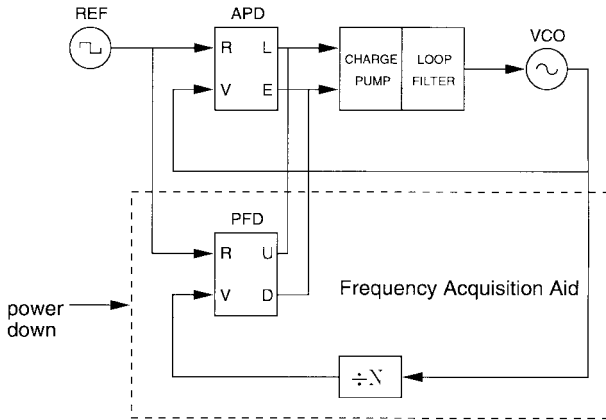 REF
APD
VCO
R L
V E
CHARGE
PUMP
LOOP
FILTER
PFD
R U
V D
Frequency Acquisition Aid
power
down
÷N